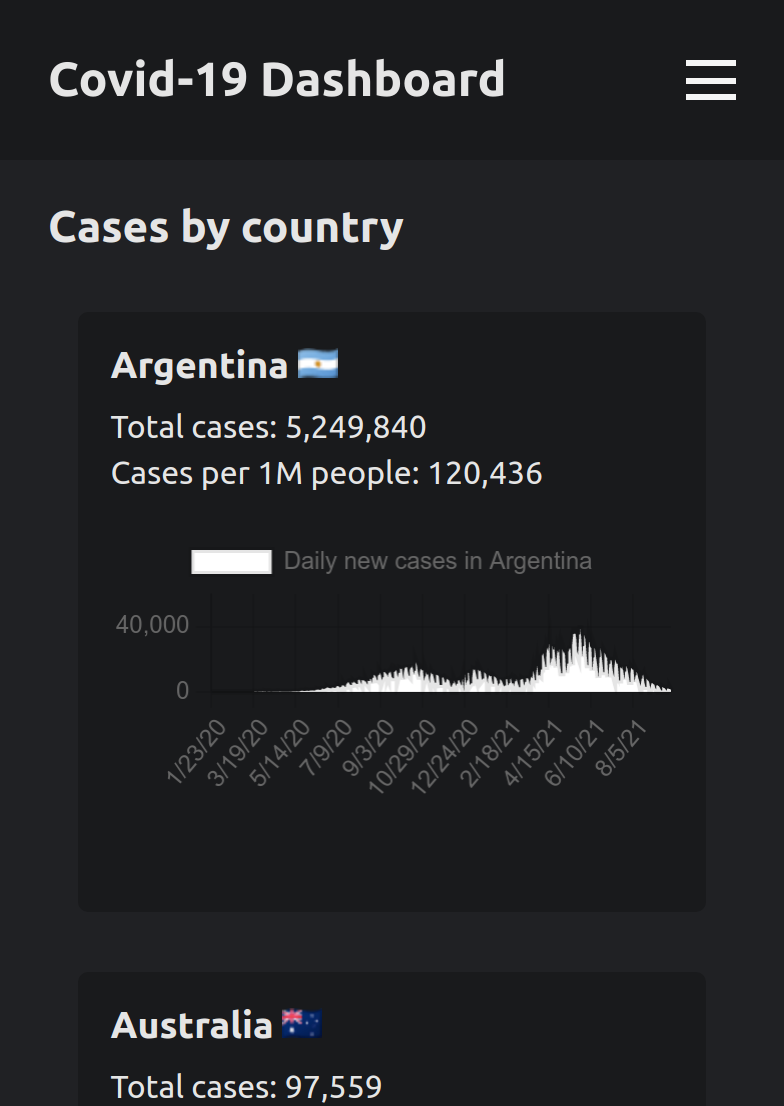 Covid-19 Dashboard
Cases by country
Argentina
Total cases: 5,249,840
Cases per 1M people: 120,436
Daily new cases in Argentina
40,000
0
1/23/20
3/19/20
5/14/20
7/9/20
9/3/20
10/29/20
12/24/20
2/18/21
4/15/21
6/10/21
8/5/21
Australia
Total cases: 97,559